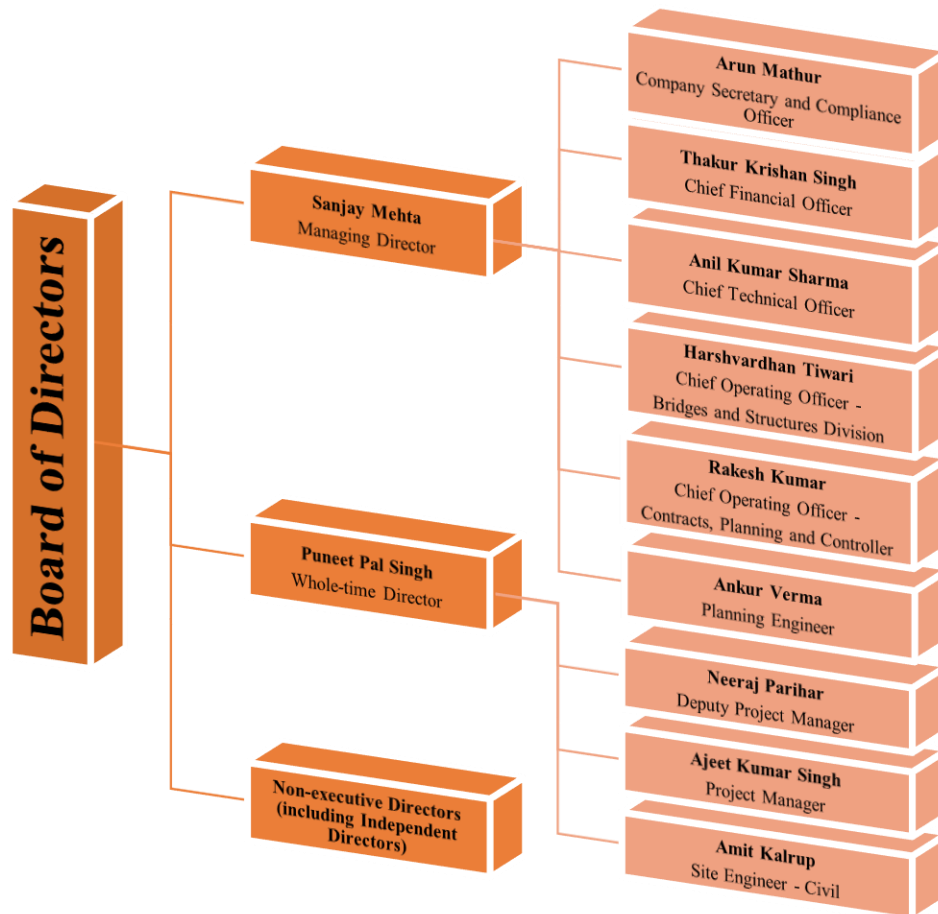 Board of Directors
Sanjay Mehta
Managing Director
Puneet Pal Singh
Whole-time Director
Non-executive Directors
(including Independent
Directors)
Arun Mathur
Company Secretary and Compliance
Officer
Thakur Krishan Singh
Chief Financial Officer
Anil Kumar Sharma
Chief Technical Officer
Harshvardhan Tiwari
Chief Operating Officer -
Bridges and Structures Division
Rakesh Kumar
Chief Operating Officer -
Contracts, Planning and Controller
Ankur Verma
Planning Engineer
Neeraj Parihar
Deputy Project Manager
Ajeet Kumar Singh
Project Manager
Amit Kalrup
Site Engineer - Civil